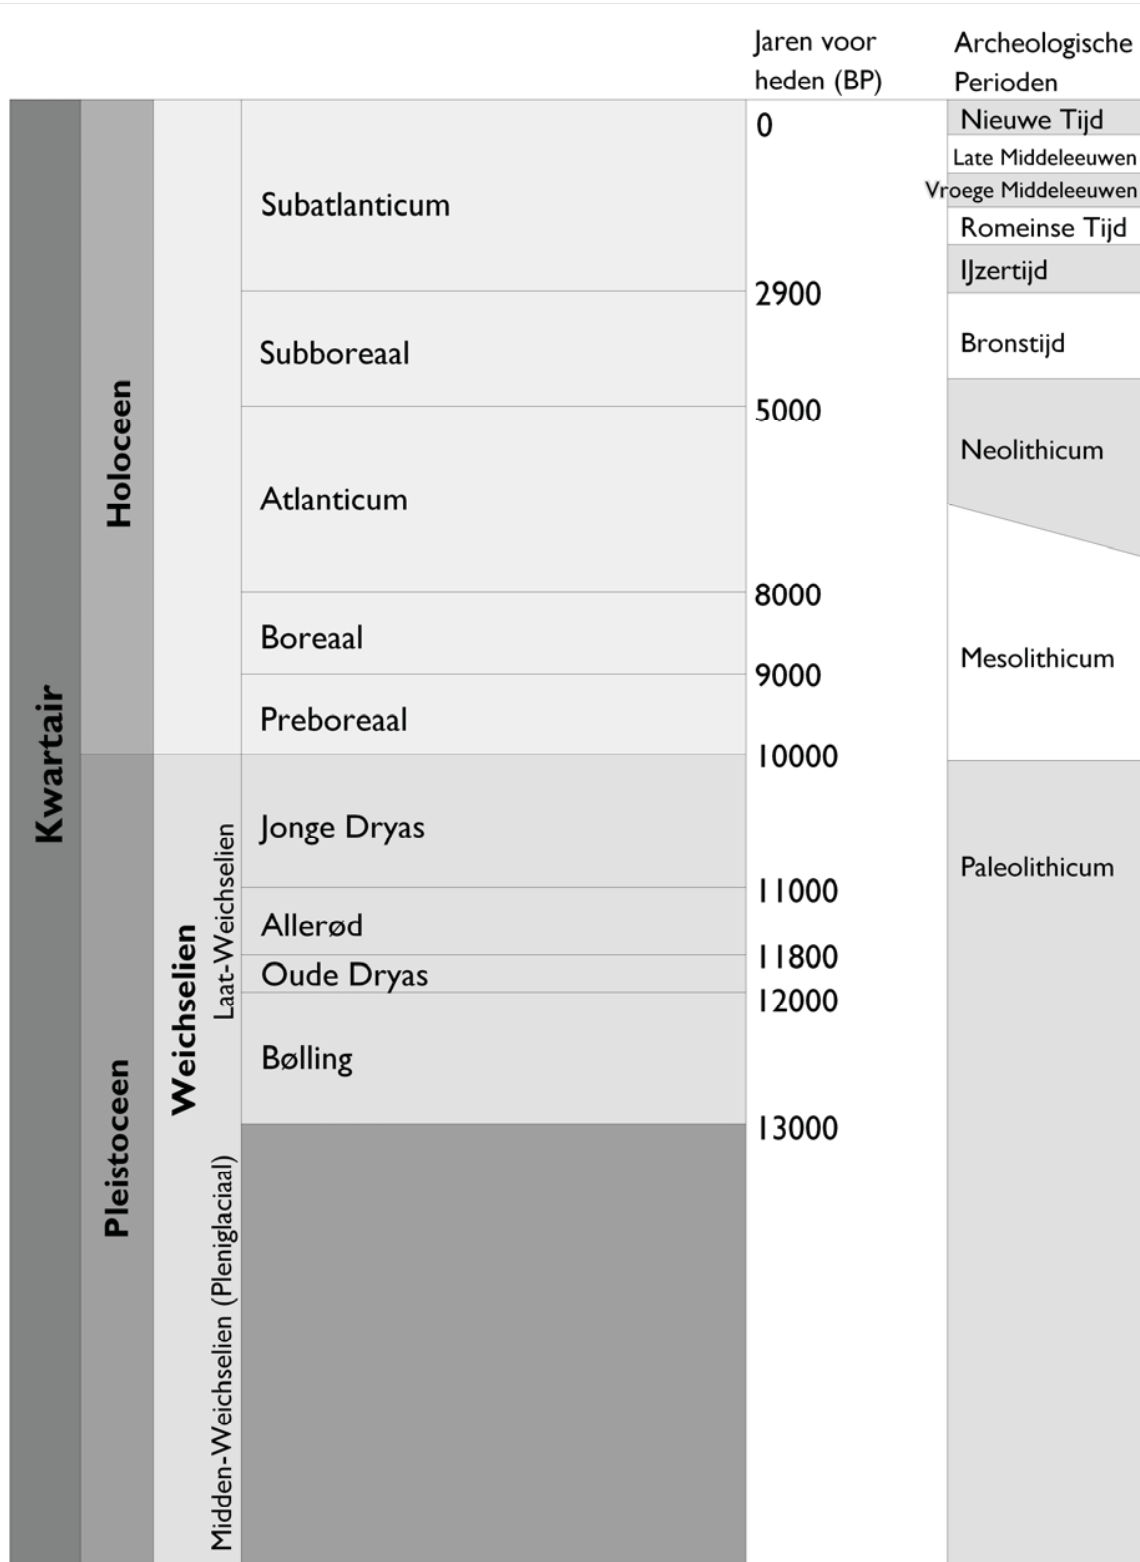 Jaren voor
heden (BP)
Archeologische
Perioden
Kwartair
Holoceen
Pleistoceen
Weichselien
Laat-Weichselien
Midden-Weichselien (Pleniglaciaal)
Subatlanticum
Subboreaal
Atlanticum
Boreaal
Preboreaal
Jonge Dryas
Allerød
Oude Dryas
Bølling
0
2900
5000
8000
9000
10000
11000
11800
12000
13000
Nieuwe Tijd
Late Middeleeuwen
Vroege Middeleeuwen
Romeinse Tijd
IJzertijd
Bronstijd
Neolithicum
Mesolithicum
Paleolithicum